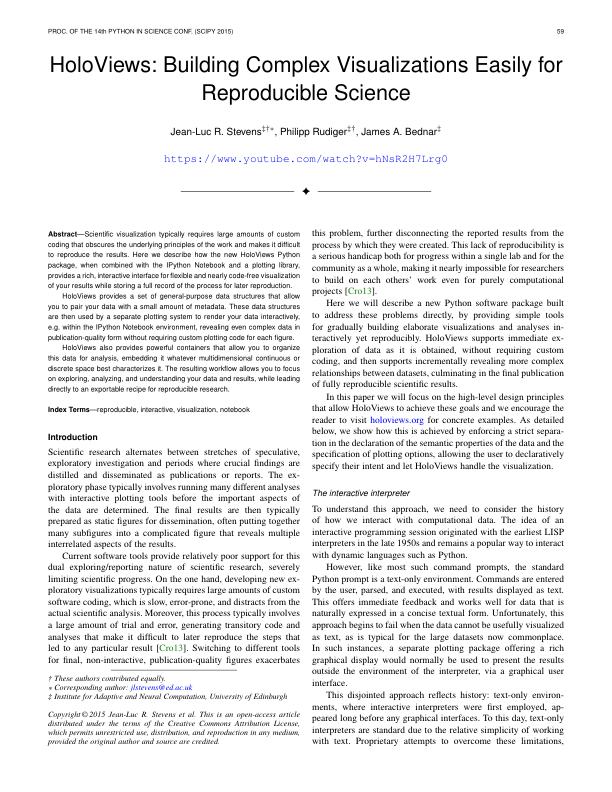 PROC. OF THE 14th PYTHON IN SCIENCE CONF. (SCIPY 2015)
59
HoloViews: Building Complex Visualizations Easily for
Reproducible Science
Jean-Luc R. Stevens‡†∗, Philipp Rudiger‡†, James A. Bednar‡
https://www.youtube.com/watch?v=hNsR2H7Lrg0
Abstract—Scientific visualization typically requires large amounts of custom
coding that obscures the underlying principles of the work and makes it difficult
to reproduce the results. Here we describe how the new HoloViews Python
package, when combined with the IPython Notebook and a plotting library,
provides a rich, interactive interface for flexible and nearly code-free visualization
of your results while storing a full record of the process for later reproduction.
HoloViews provides a set of general-purpose data structures that allow
you to pair your data with a small amount of metadata. These data structures
are then used by a separate plotting system to render your data interactively,
e.g. within the IPython Notebook environment, revealing even complex data in
publication-quality form without requiring custom plotting code for each figure.
HoloViews also provides powerful containers that allow you to organize
this data for analysis, embedding it whatever multidimensional continuous or
discrete space best characterizes it. The resulting workflow allows you to focus
on exploring, analyzing, and understanding your data and results, while leading
directly to an exportable recipe for reproducible research.
Index Terms—reproducible, interactive, visualization, notebook
Introduction
Scientific research alternates between stretches of speculative,
exploratory investigation and periods where crucial findings are
distilled and disseminated as publications or reports. The ex-
ploratory phase typically involves running many different analyses
with interactive plotting tools before the important aspects of
the data are determined. The final results are then typically
prepared as static figures for dissemination, often putting together
many subfigures into a complicated figure that reveals multiple
interrelated aspects of the results.
Current software tools provide relatively poor support for this
dual exploring/reporting nature of scientific research, severely
limiting scientific progress. On the one hand, developing new ex-
ploratory visualizations typically requires large amounts of custom
software coding, which is slow, error-prone, and distracts from the
actual scientific analysis. Moreover, this process typically involves
a large amount of trial and error, generating transitory code and
analyses that make it difficult to later reproduce the steps that
led to any particular result [Cro13]. Switching to different tools
for final, non-interactive, publication-quality figures exacerbates
† These authors contributed equally.
∗ Corresponding author: jlstevens@ed.ac.uk
‡ Institute for Adaptive and Neural Computation, University of Edinburgh
Copyright © 2015 Jean-Luc R. Stevens et al. This is an open-access article
distributed under the terms of the Creative Commons Attribution License,
which permits unrestricted use, distribution, and reproduction in any medium,
provided the original author and source are credited.
this problem, further disconnecting the reported results from the
process by which they were created. This lack of reproducibility is
a serious handicap both for progress within a single lab and for the
community as a whole, making it nearly impossible for researchers
to build on each others' work even for purely computational
projects [Cro13].
Here we will describe a new Python software package built
to address these problems directly, by providing simple tools
for gradually building elaborate visualizations and analyses in-
teractively yet reproducibly. HoloViews supports immediate ex-
ploration of data as it is obtained, without requiring custom
coding, and then supports incrementally revealing more complex
relationships between datasets, culminating in the final publication
of fully reproducible scientific results.
In this paper we will focus on the high-level design principles
that allow HoloViews to achieve these goals and we encourage the
reader to visit holoviews.org for concrete examples. As detailed
below, we show how this is achieved by enforcing a strict separa-
tion in the declaration of the semantic properties of the data and the
specification of plotting options, allowing the user to declaratively
specify their intent and let HoloViews handle the visualization.
The interactive interpreter
To understand this approach, we need to consider the history
of how we interact with computational data. The idea of an
interactive programming session originated with the earliest LISP
interpreters in the late 1950s and remains a popular way to interact
with dynamic languages such as Python.
However, like most such command prompts, the standard
Python prompt is a text-only environment. Commands are entered
by the user, parsed, and executed, with results displayed as text.
This offers immediate feedback and works well for data that is
naturally expressed in a concise textual form. Unfortunately, this
approach begins to fail when the data cannot be usefully visualized
as text, as is typical for the large datasets now commonplace.
In such instances, a separate plotting package offering a rich
graphical display would normally be used to present the results
outside the environment of the interpreter, via a graphical user
interface.
This disjointed approach reflects history: text-only environ-
ments, where interactive interpreters were first employed, ap-
peared long before any graphical interfaces. To this day, text-only
interpreters are standard due to the relative simplicity of working
with text. Proprietary attempts to overcome these limitations,